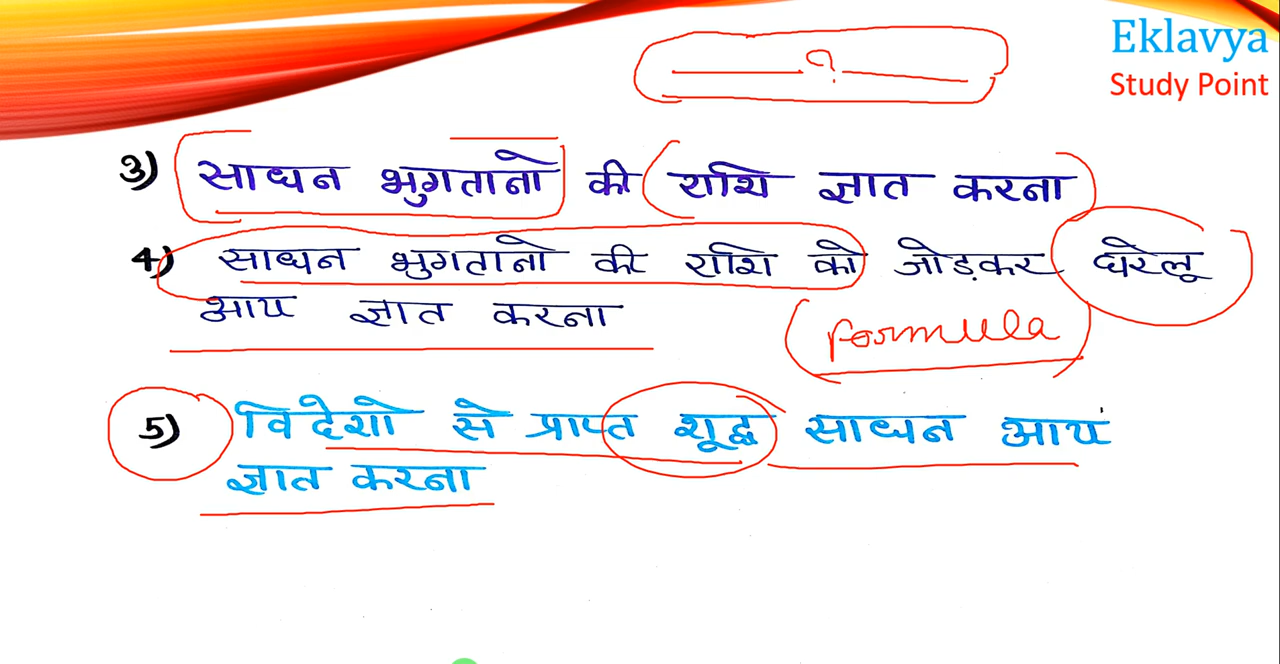 Eklavya
Study Point
?
3) साधन भुगतानो की राशि ज्ञात करना
4) साधन भुगतानो की राशि को जोड़कर घरेलू
आय ज्ञात करना
formula
5) विदेशो से प्राप्त शूद्ध साधन आय
ज्ञात करना